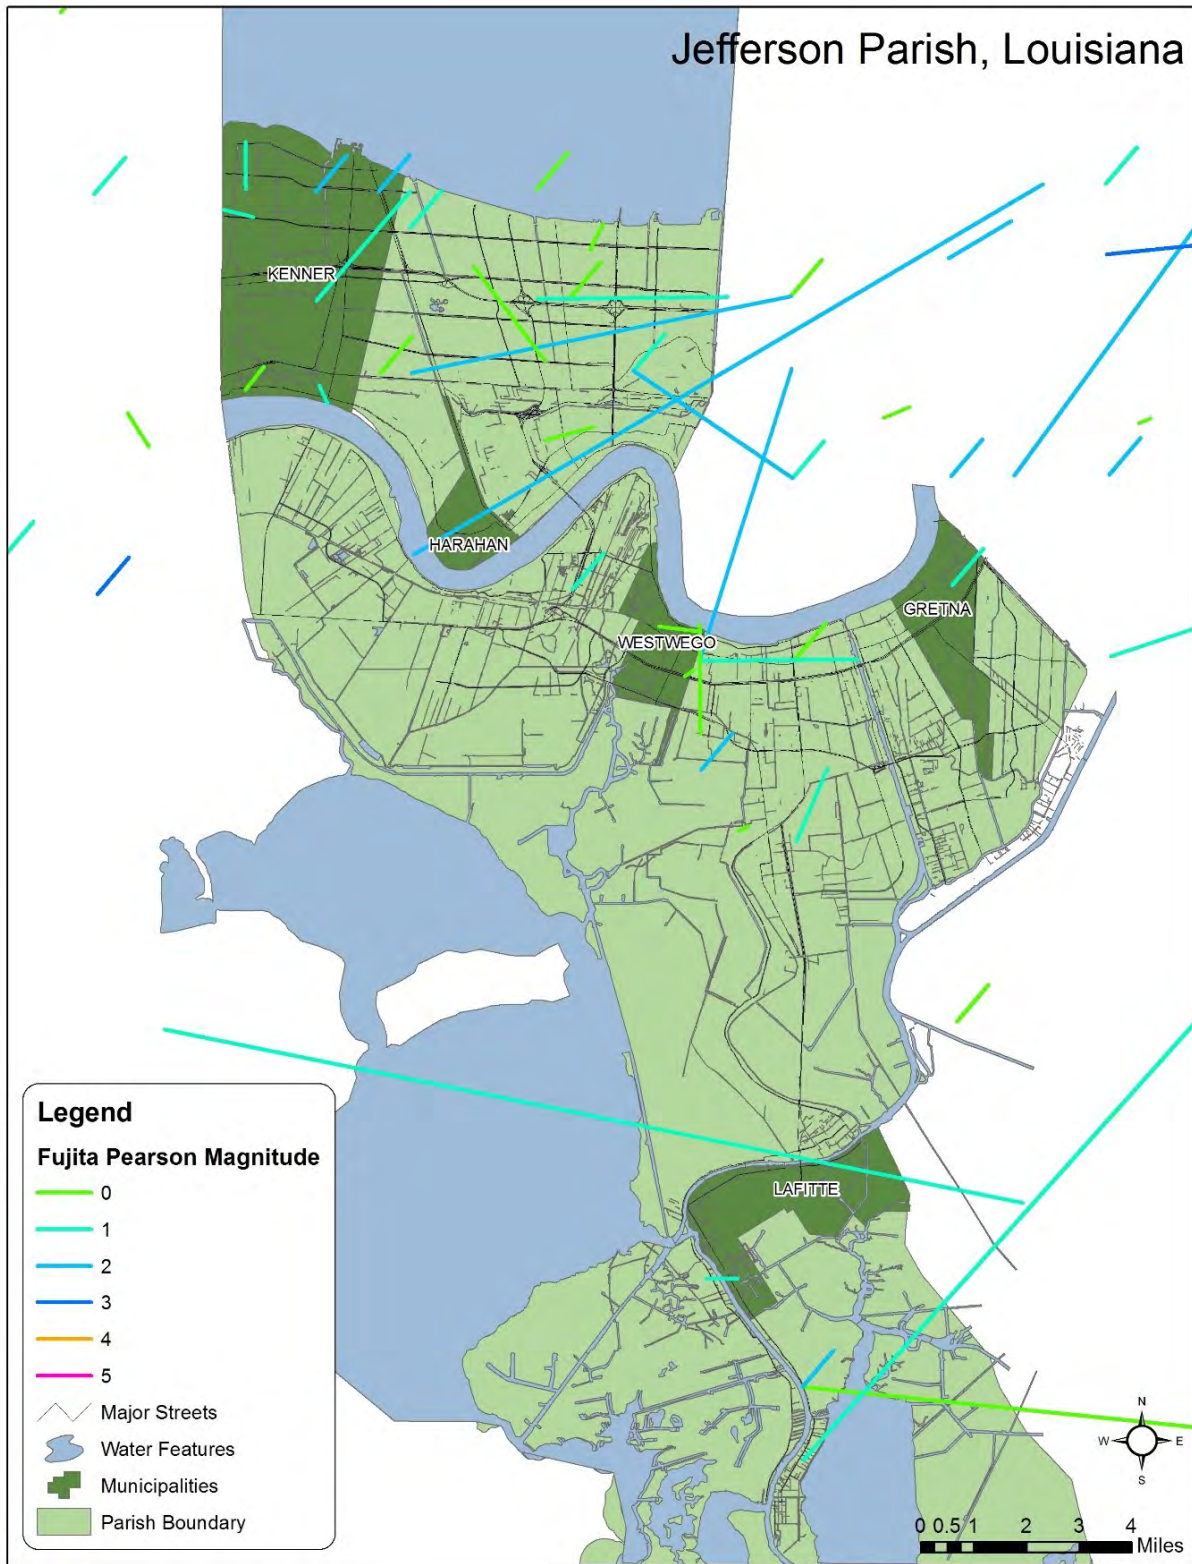 Jefferson Parish, Louisiana
KENNER
HARAHAN
GRETNA
WESTWEGO
LAFITTE
Legend
Fujita Pearson Magnitude
0
1
2
3
4
5
Major Streets
Water Features
Municipalities
Parish Boundary
N
W E
S
0 0.5 1 2 3 4
Miles